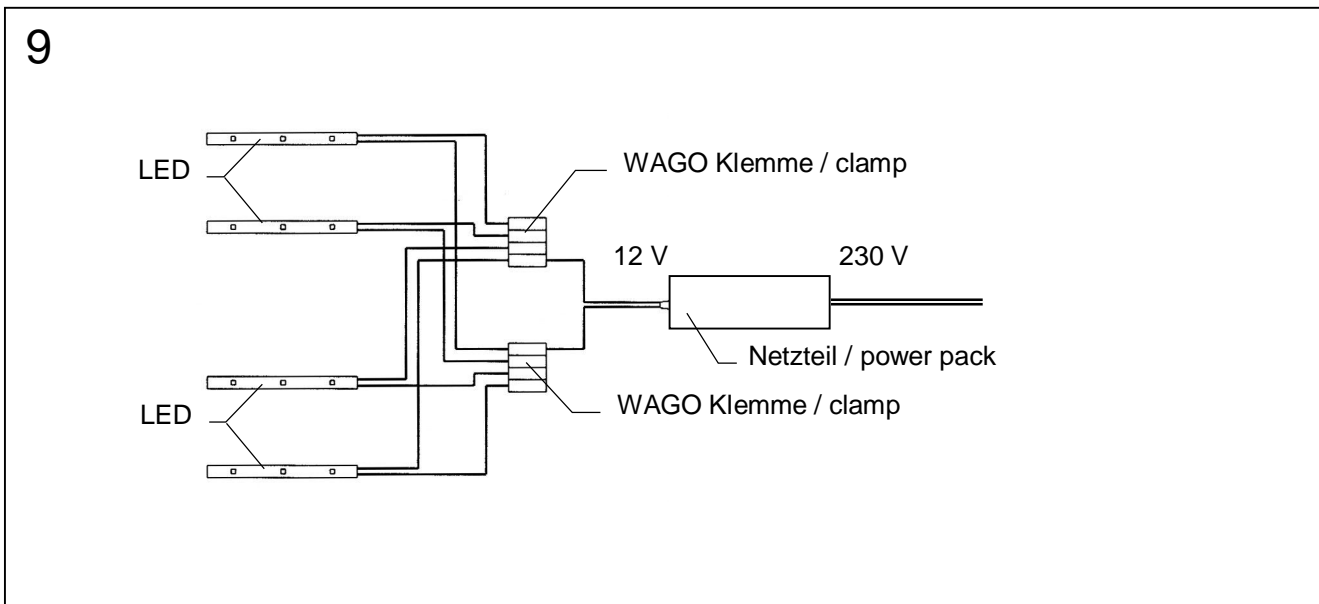 9
LED
WAGO Klemme / clamp
12 V
230 V
Netzteil / power pack
WAGO Klemme / clamp
LED